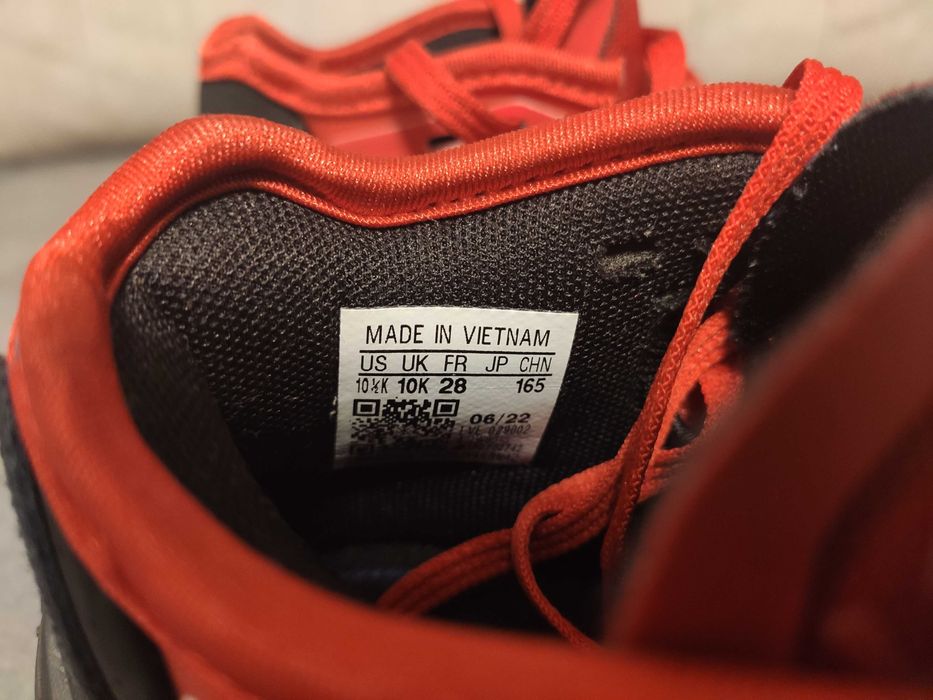 MADE IN VIETNAM
US UK FR JP CHN
10½K 10K 28 165
06/22